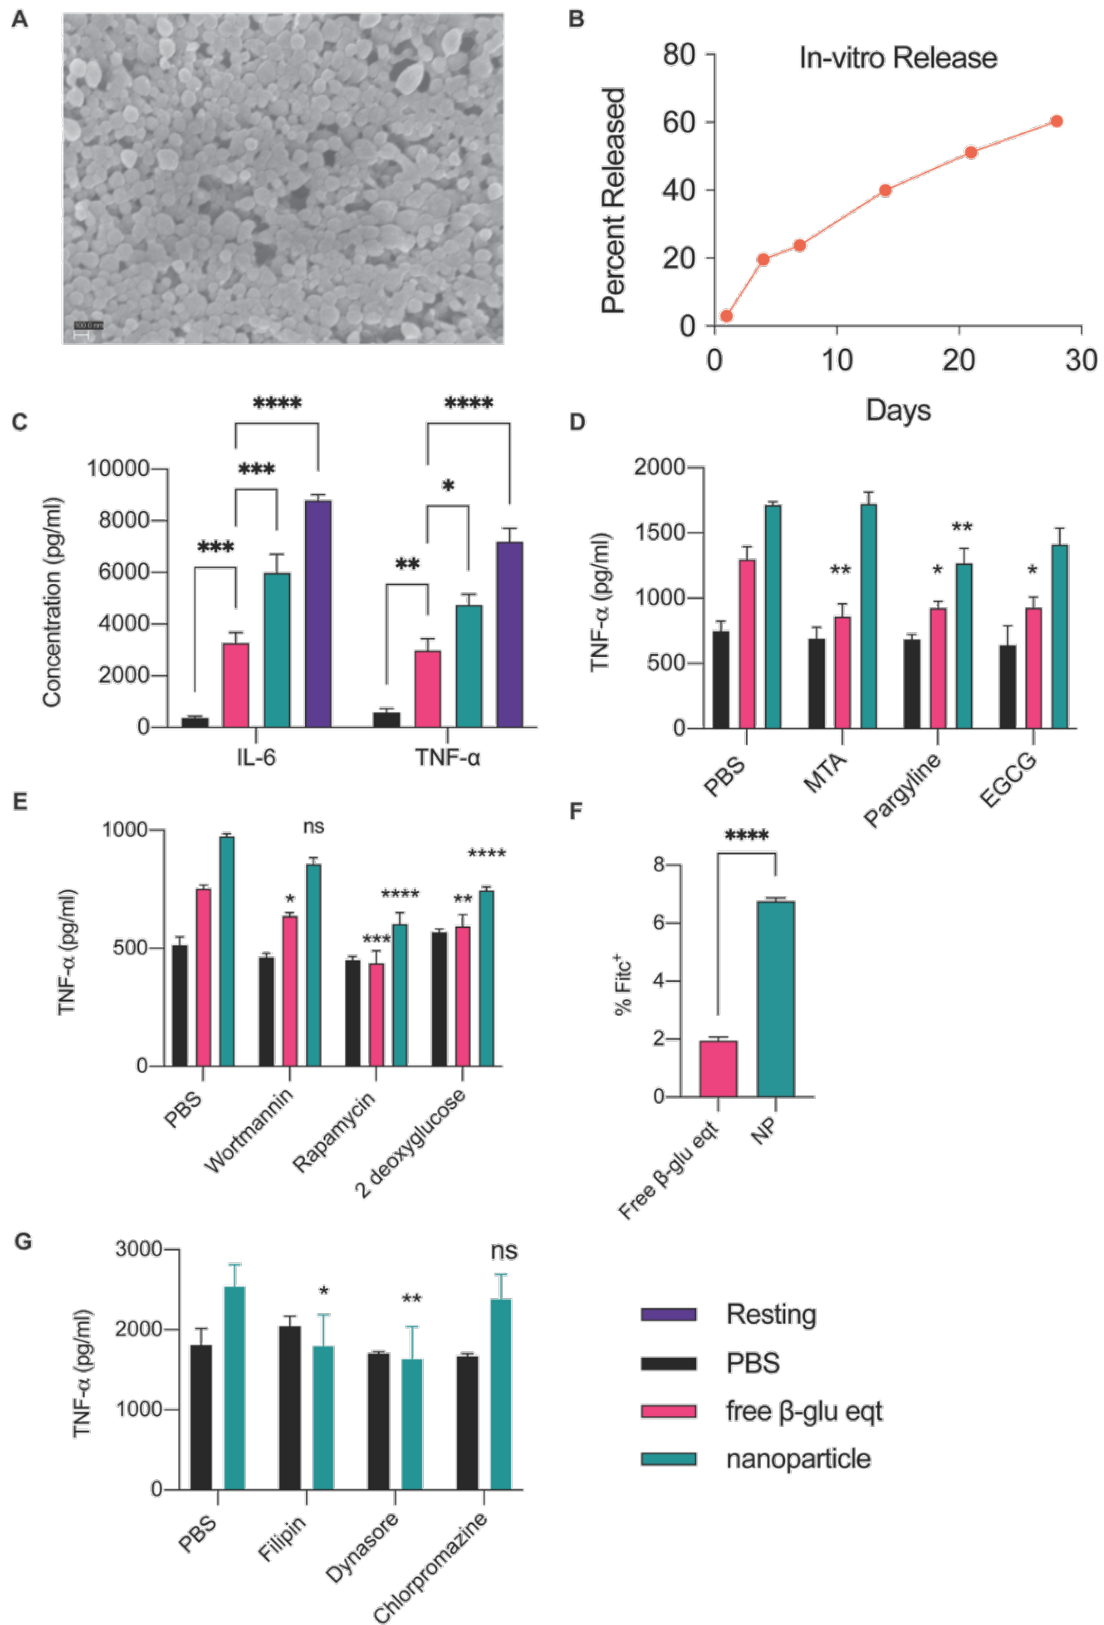 A
100.0 nm
B
In-vitro Release
Percent Released
80
60
40
20
0
0 10 20 30
Days
C
**** ****
*** *
*** **
Concentration (pg/ml)
10000
8000
6000
4000
2000
0
IL-6 TNF-α
D
TNF-α (pg/ml)
2000
1500
1000
500
0
** * ** *
PBS MTA Pargyline EGCG
E
TNF-α (pg/ml)
1000
500
0
ns
* *** **** ** ****
PBS Wortmannin Rapamycin 2 deoxyglucose
F
****
% Fitc+
8
6
4
2
0
Free β-glu eqt NP
G
TNF-α (pg/ml)
3000
2000
1000
0
* ** ns
PBS Filipin Dynasore Chlorpromazine
Resting
PBS
free β-glu eqt
nanoparticle